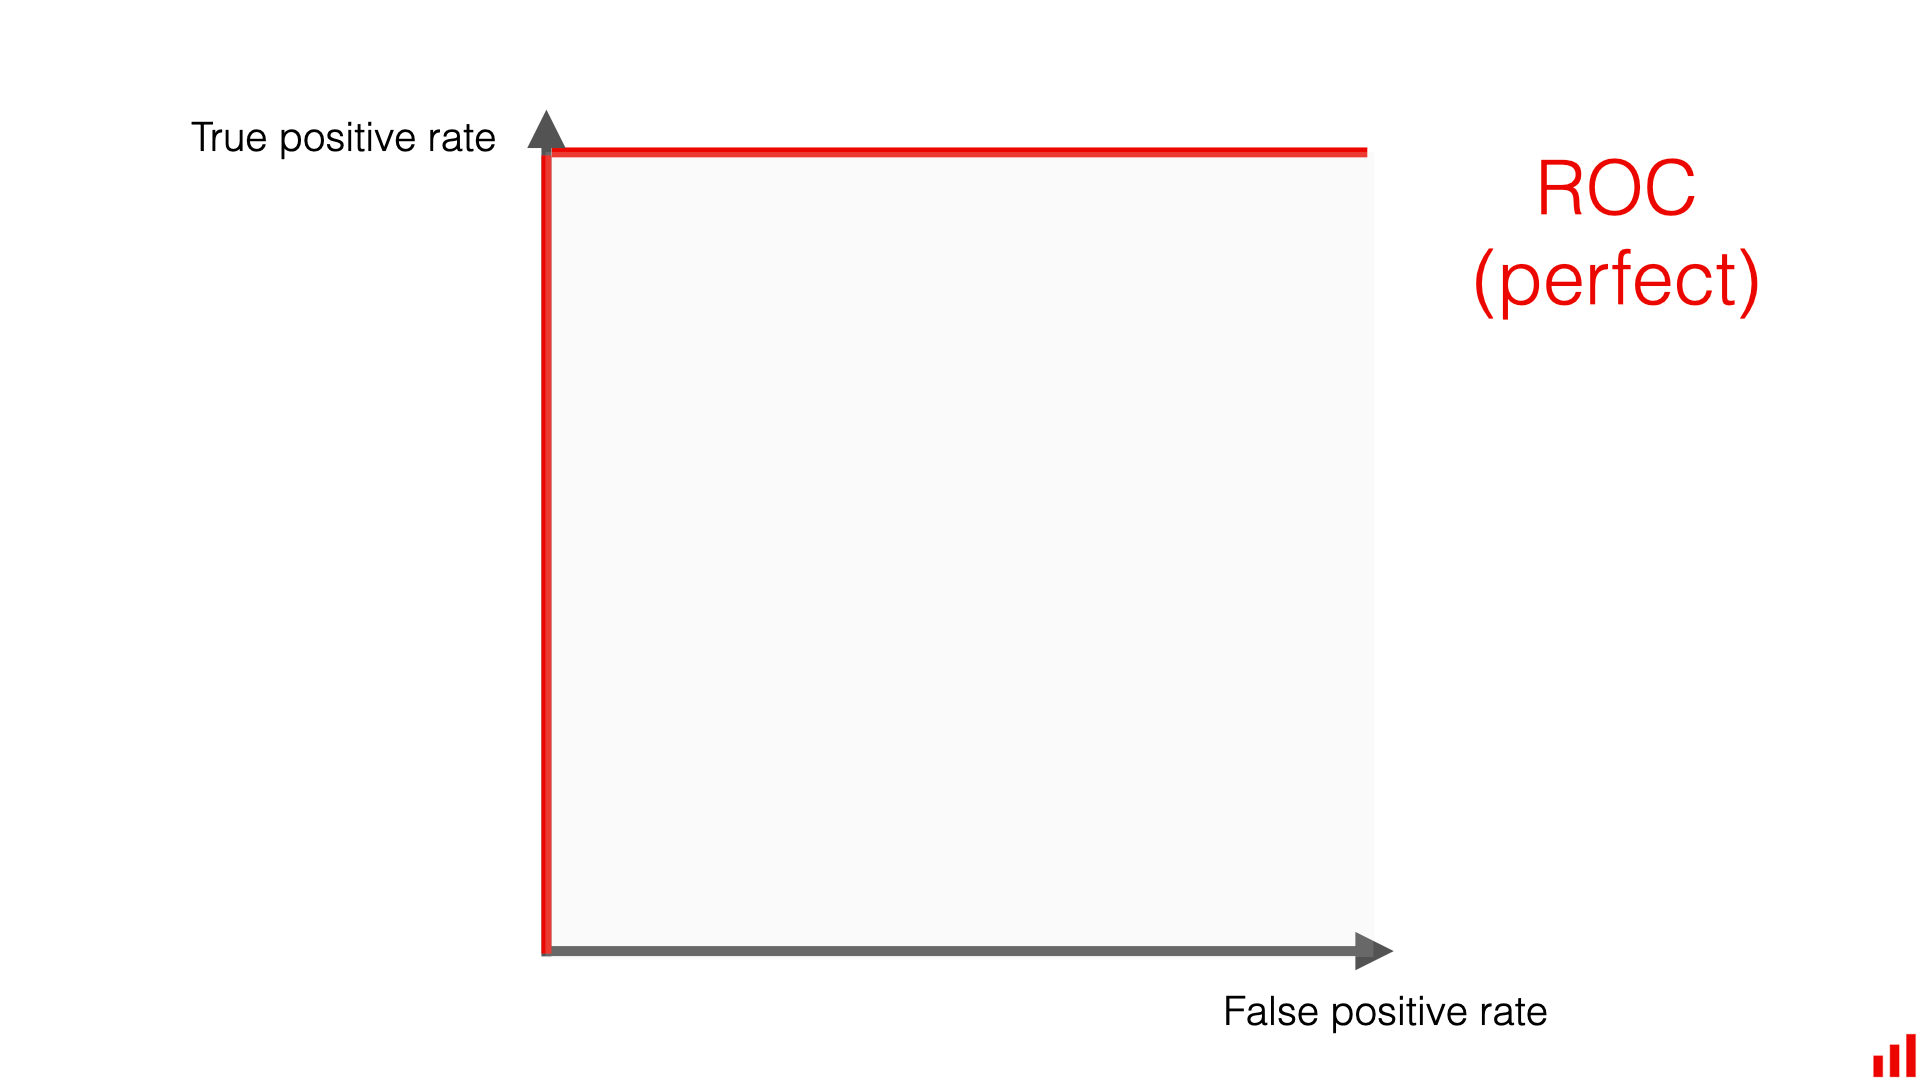 True positive rate
ROC
(perfect)
False positive rate